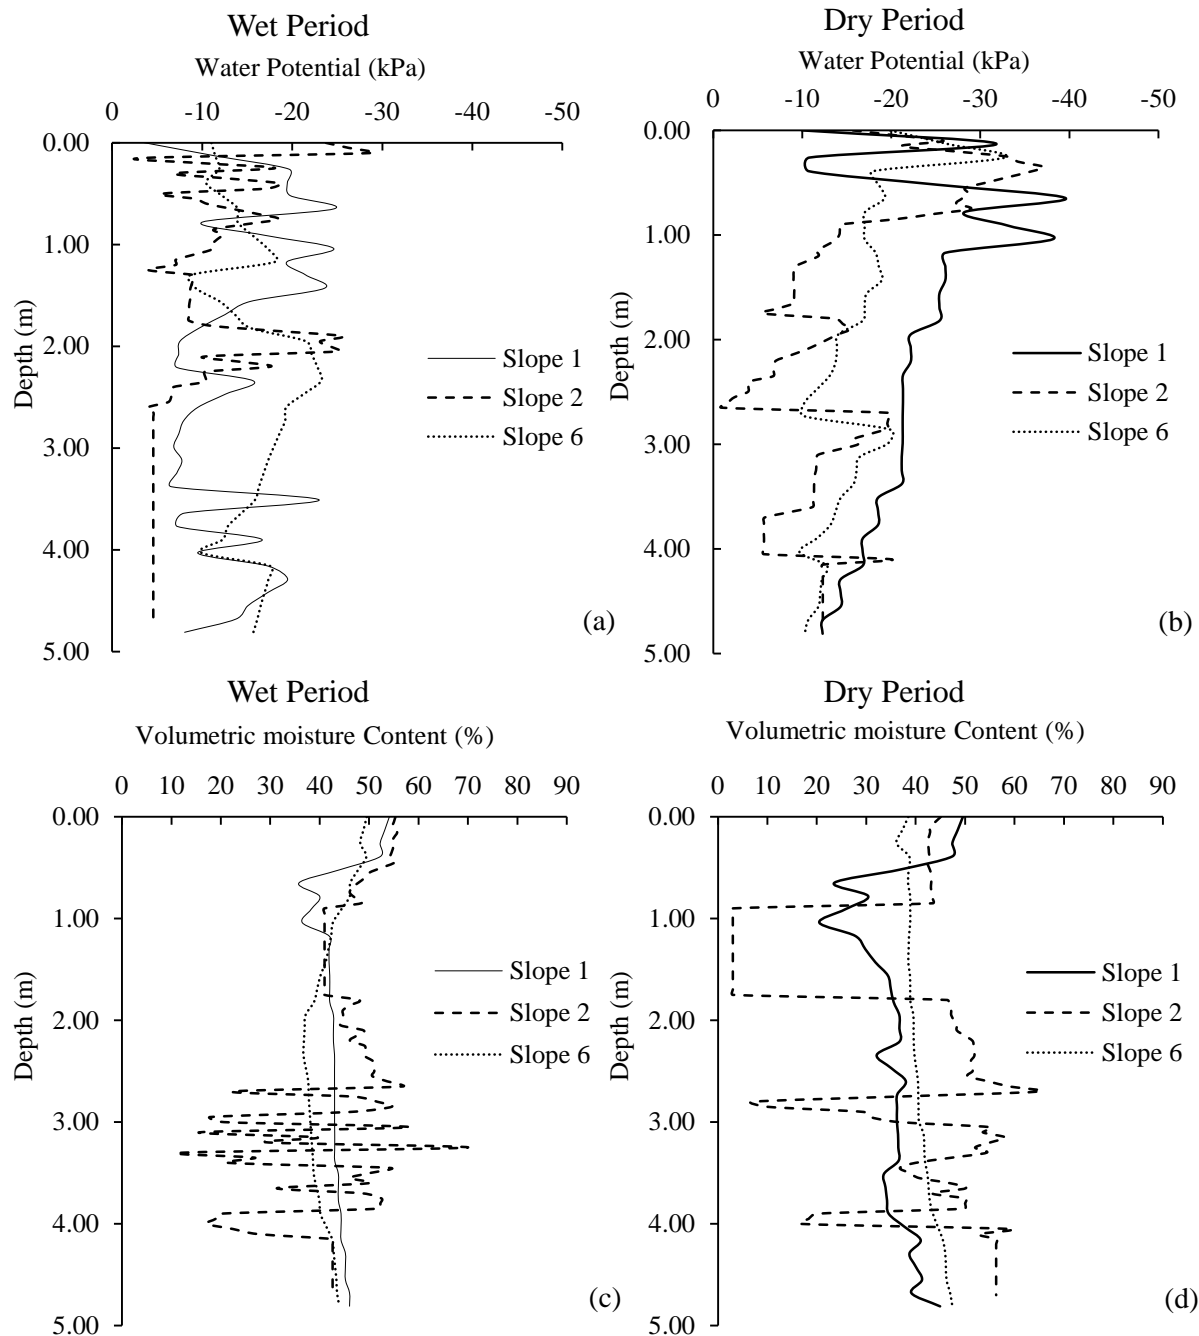 Wet Period
Water Potential (kPa)
0 -10 -20 -30 -40 -50
0.00
1.00
2.00
3.00
4.00
5.00
Depth (m)
Slope 1
Slope 2
Slope 6
(a)
Dry Period
Water Potential (kPa)
0 -10 -20 -30 -40 -50
0.00
1.00
2.00
3.00
4.00
5.00
Depth (m)
Slope 1
Slope 2
Slope 6
(b)
Wet Period
Volumetric moisture Content (%)
0 10 20 30 40 50 60 70 80 90
0.00
1.00
2.00
3.00
4.00
5.00
Depth (m)
Slope 1
Slope 2
Slope 6
(c)
Dry Period
Volumetric moisture Content (%)
0 10 20 30 40 50 60 70 80 90
0.00
1.00
2.00
3.00
4.00
5.00
Depth (m)
Slope 1
Slope 2
Slope 6
(d)